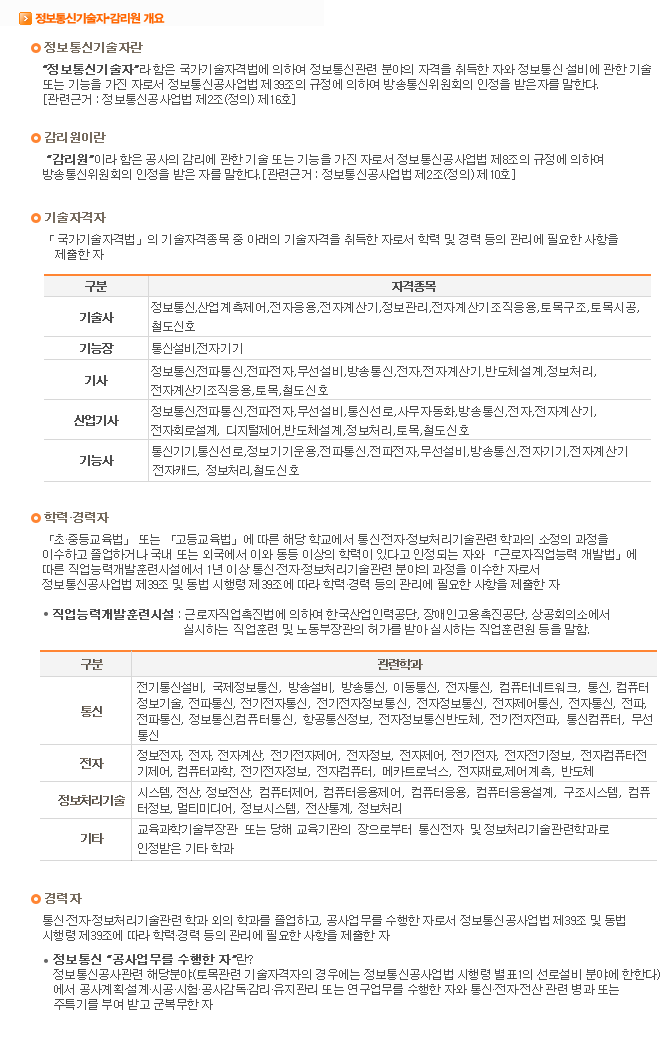 정보통신기술자•감리원 개요
정보통신기술자란
“정보통신기술자”라 함은 국가기술자격법에 의하여 정보통신관련 분야의 자격을 취득한 자와 정보통신 설비에 관한 기술
또는 기능을 가진 자로서 정보통신공사업법 제39조의 규정에 의하여 방송통신위원회의 인정을 받은자를 말한다.
[관련근거 : 정보통신공사업법 제2조(정의) 제16호]
감리원이란
“감리원”이라 함은 공사의 감리에 관한 기술 또는 기능을 가진 자로서 정보통신공사업법 제8조의 규정에 의하여
방송통신위원회의 인정을 받은 자를 말한다.[관련근거 : 정보통신공사업법 제2조(정의) 제10호]
기술자격자
「국가기술자격법」의 기술자격종목 중 아래의 기술자격을 취득한 자로서 학력 및 경력 등의 관리에 필요한 사항을
제출한 자
구분 자격종목
기술사 정보통신,산업계측제어,전자응용,전자계산기,정보관리,전자계산기조직응용,토목구조,토목시공,
철도신호
기능장 통신설비,전자기기
기사 정보통신,전파통신,전파전자,무선설비,방송통신,전자,전자계산기,반도체설계,정보처리,
전자계산기조직응용,토목,철도신호
산업기사 정보통신,전파통신,전파전자,무선설비,통신선로,사무자동화,방송통신,전자,전자계산기,
전자회로설계, 디지털제어,반도체설계,정보처리,토목,철도신호
기능사 통신기기,통신선로,정보기기운용,전파통신,전파전자,무선설비,방송통신,전자기기,전자계산기
전자캐드, 정보처리,철도신호
학력·경력자
「초·중등교육법」 또는 「고등교육법」에 따른 해당 학교에서 통신·전자·정보처리기술관련 학과의 소정의 과정을
이수하고 졸업하거나 국내 또는 외국에서 이와 동등 이상의 학력이 있다고 인정되는 자와 「근로자직업능력 개발법」에
따른 직업능력개발훈련시설에서 1년 이상 통신·전자·정보처리기술관련 분야의 과정을 이수한 자로서
정보통신공사업법 제39조 및 동법 시행령 제39조에 따라 학력·경력 등의 관리에 필요한 사항을 제출한 자
• 직업능력개발훈련시설 : 근로자직업촉진법에 의하여 한국산업인력공단, 장애인고용촉진공단, 상공회의소에서
실시하는 직업훈련 및 노동부장관의 허가를 받아 실시하는 직업훈련원 등을 말함.
구분 관련학과
통신 전기통신설비, 국제정보통신, 방송설비, 방송통신, 이동통신, 전자통신, 컴퓨터네트워크, 통신, 컴퓨터
정보기술, 전파통신, 전기전자통신, 전기전자정보통신, 전자정보통신, 전자제어통신, 전자통신, 전파,
전파통신, 정보통신,컴퓨터통신, 항공통신정보, 전자정보통신반도체, 전기전자전파, 통신컴퓨터, 무선
통신
전자 정보전자, 전자, 전자계산, 전기전자제어, 전자정보, 전자제어, 전기전자, 전자전기정보, 전자컴퓨터전
기제어, 컴퓨터과학, 전기전자정보, 전자컴퓨터, 메카트로닉스, 전자재료,제어계측, 반도체
정보처리기술 시스템, 전산, 정보전산, 컴퓨터제어, 컴퓨터응용제어, 컴퓨터응용, 컴퓨터응용설계, 구조시스템, 컴퓨
터정보, 멀티미디어, 정보시스템, 전산통계, 정보처리
기타 교육과학기술부장관 또는 당해 교육기관의 장으로부터 통신전자 및 정보처리기술관련학과로
인정받은 기타 학과
경력자
통신·전자·정보처리기술관련 학과 외의 학과를 졸업하고, 공사업무를 수행한 자로서 정보통신공사업법 제39조 및 동법
시행령 제39조에 따라 학력·경력 등의 관리에 필요한 사항을 제출한 자
• 정보통신 “공사업무를 수행한 자”란?
정보통신공사관련 해당분야(토목관련 기술자격자의 경우에는 정보통신공사업법 시행령 별표1의 선로설비 분야에 한한다)
에서 공사계획·설계·시공·시험·공사감독·감리·유지관리 또는 연구업무를 수행한 자와 통신·전자·전산 관련 병과 또는
주특기를 부여 받고 군복무한 자